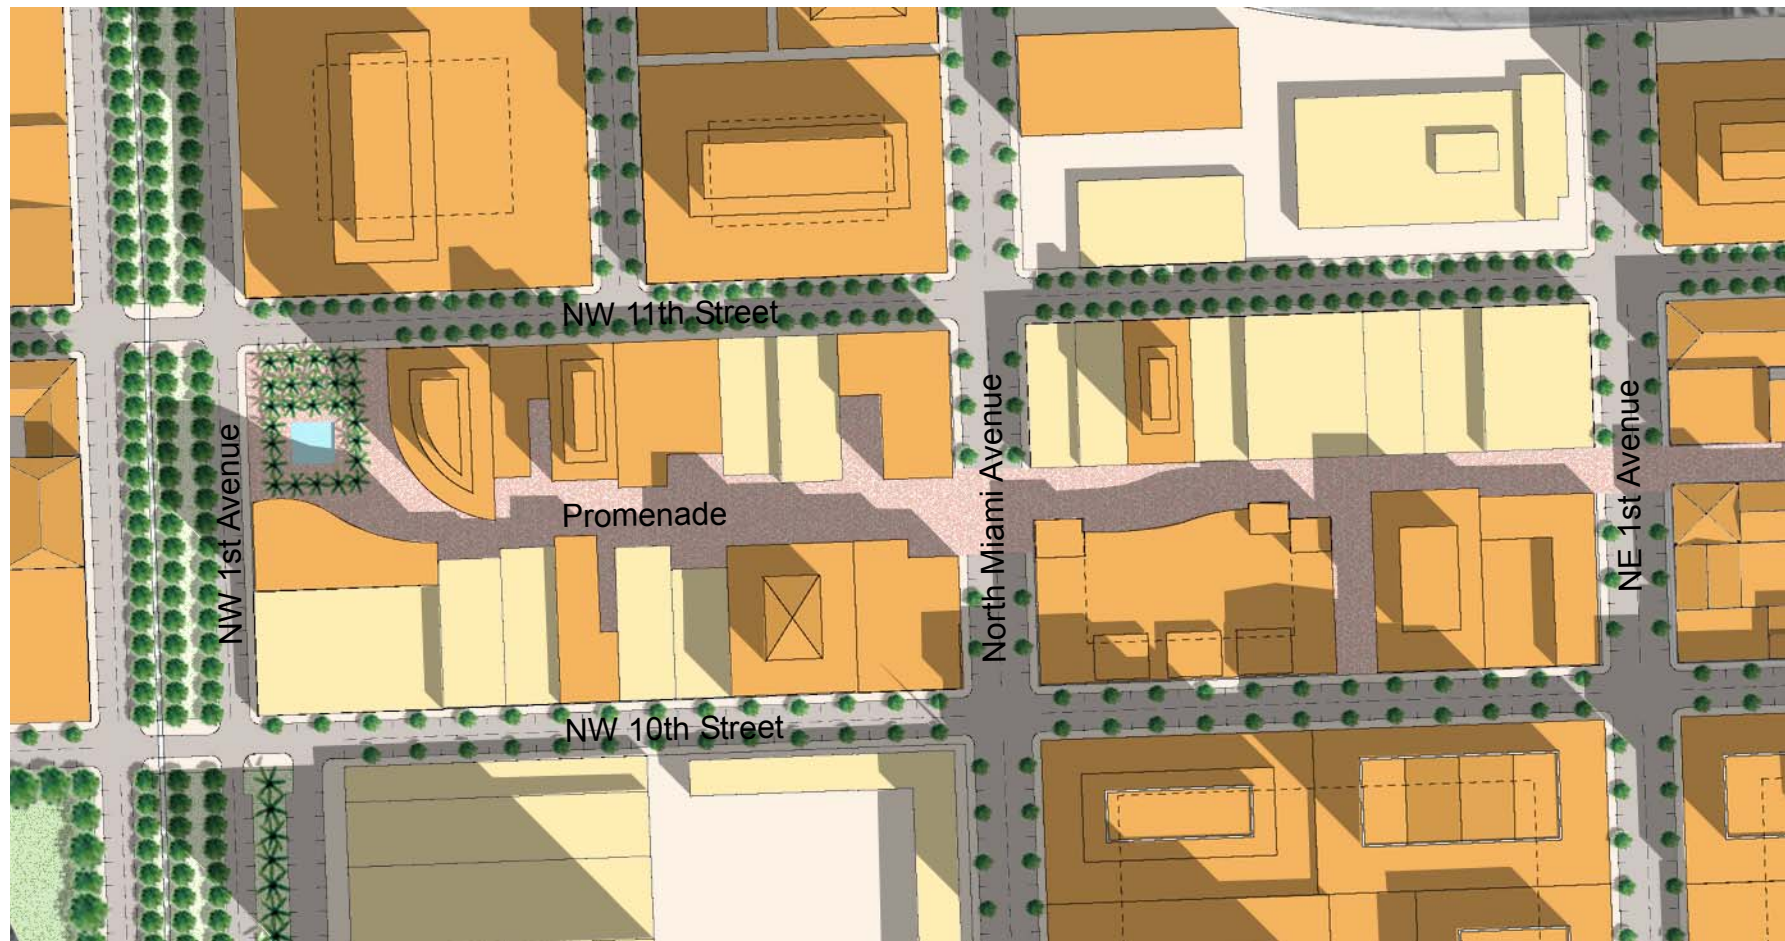 NW 11th Street
North Miami Avenue
NE 1st Avenue
NW 1st Avenue
Promenade
NW 10th Street